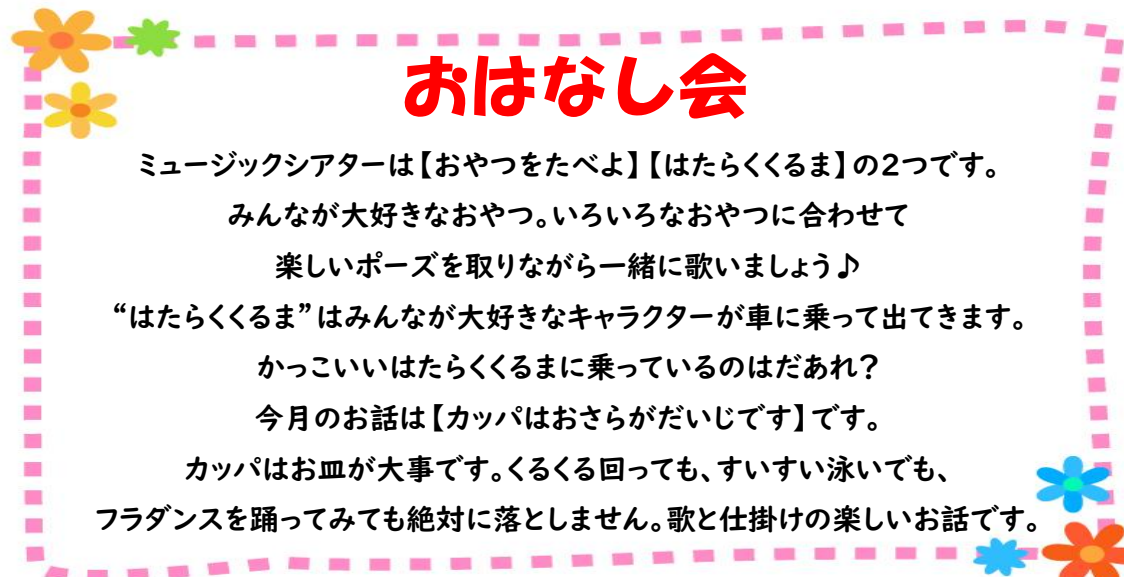 おはなし会
ミュージックシアターは【おやつをたべよ】【はたらくくるま】の2つです。
みんなが大好きなおやつ。いろいろなおやつに合わせて
楽しいポーズを取りながら一緒に歌いましょう♪
“はたらくくるま”はみんなが大好きなキャラクターが車に乗って出てきます。
かっこいいはたらくくるまに乗っているのはだあれ？
今月のお話は【カッパはおさらがだいじです】です。
カッパはお皿が大事です。くるくる回っても、すいすい泳いでも、
フラダンスを踊ってみても絶対に落としません。歌と仕掛けの楽しいお話です。